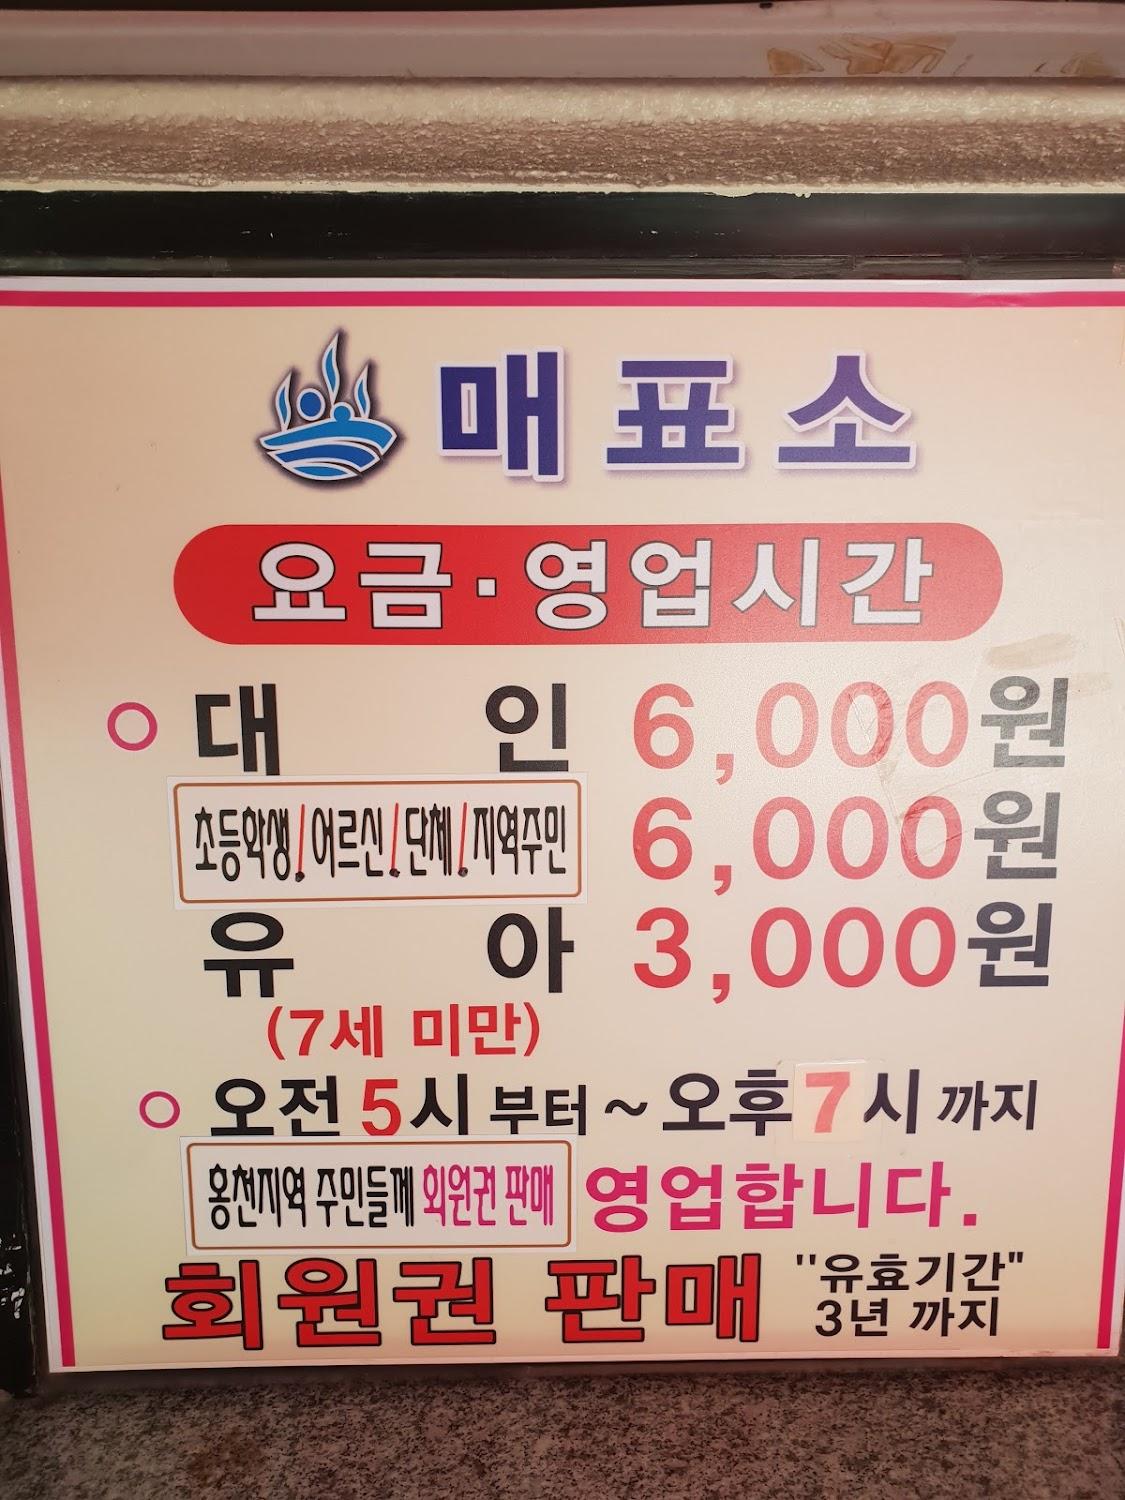 매표소
요금·영업시간
대 인 6,000원
초등학생/어르신/단체/지역주민 6,000원
유 아 3,000원
(7세 미만)
오전 5시 부터 ~ 오후 7시 까지
홍천지역 주민들께 회원권 판매 영업합니다.
회원권 판매 "유효기간"
3년 까지